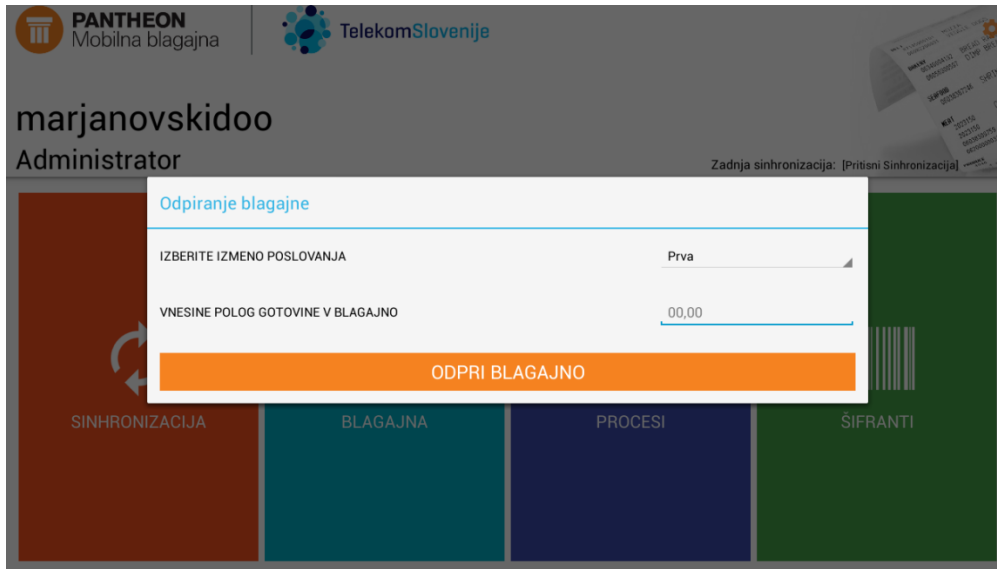 PANTHEON
Mobilna blagajna
TelekomSlovenije
marjanovskidoo
Administrator
Zadnja sinhronizacija: [Pritisni Sinhronizacija]
Odpiranje blagajne
IZBERITE IZMENO POSLOVANJA
Prva
VNESINE POLOG GOTOVINE V BLAGAJNO
00,00
ODPRI BLAGAJNO
SINHRONIZACIJA
BLAGAJNA
PROCESI
ŠIFRANTI